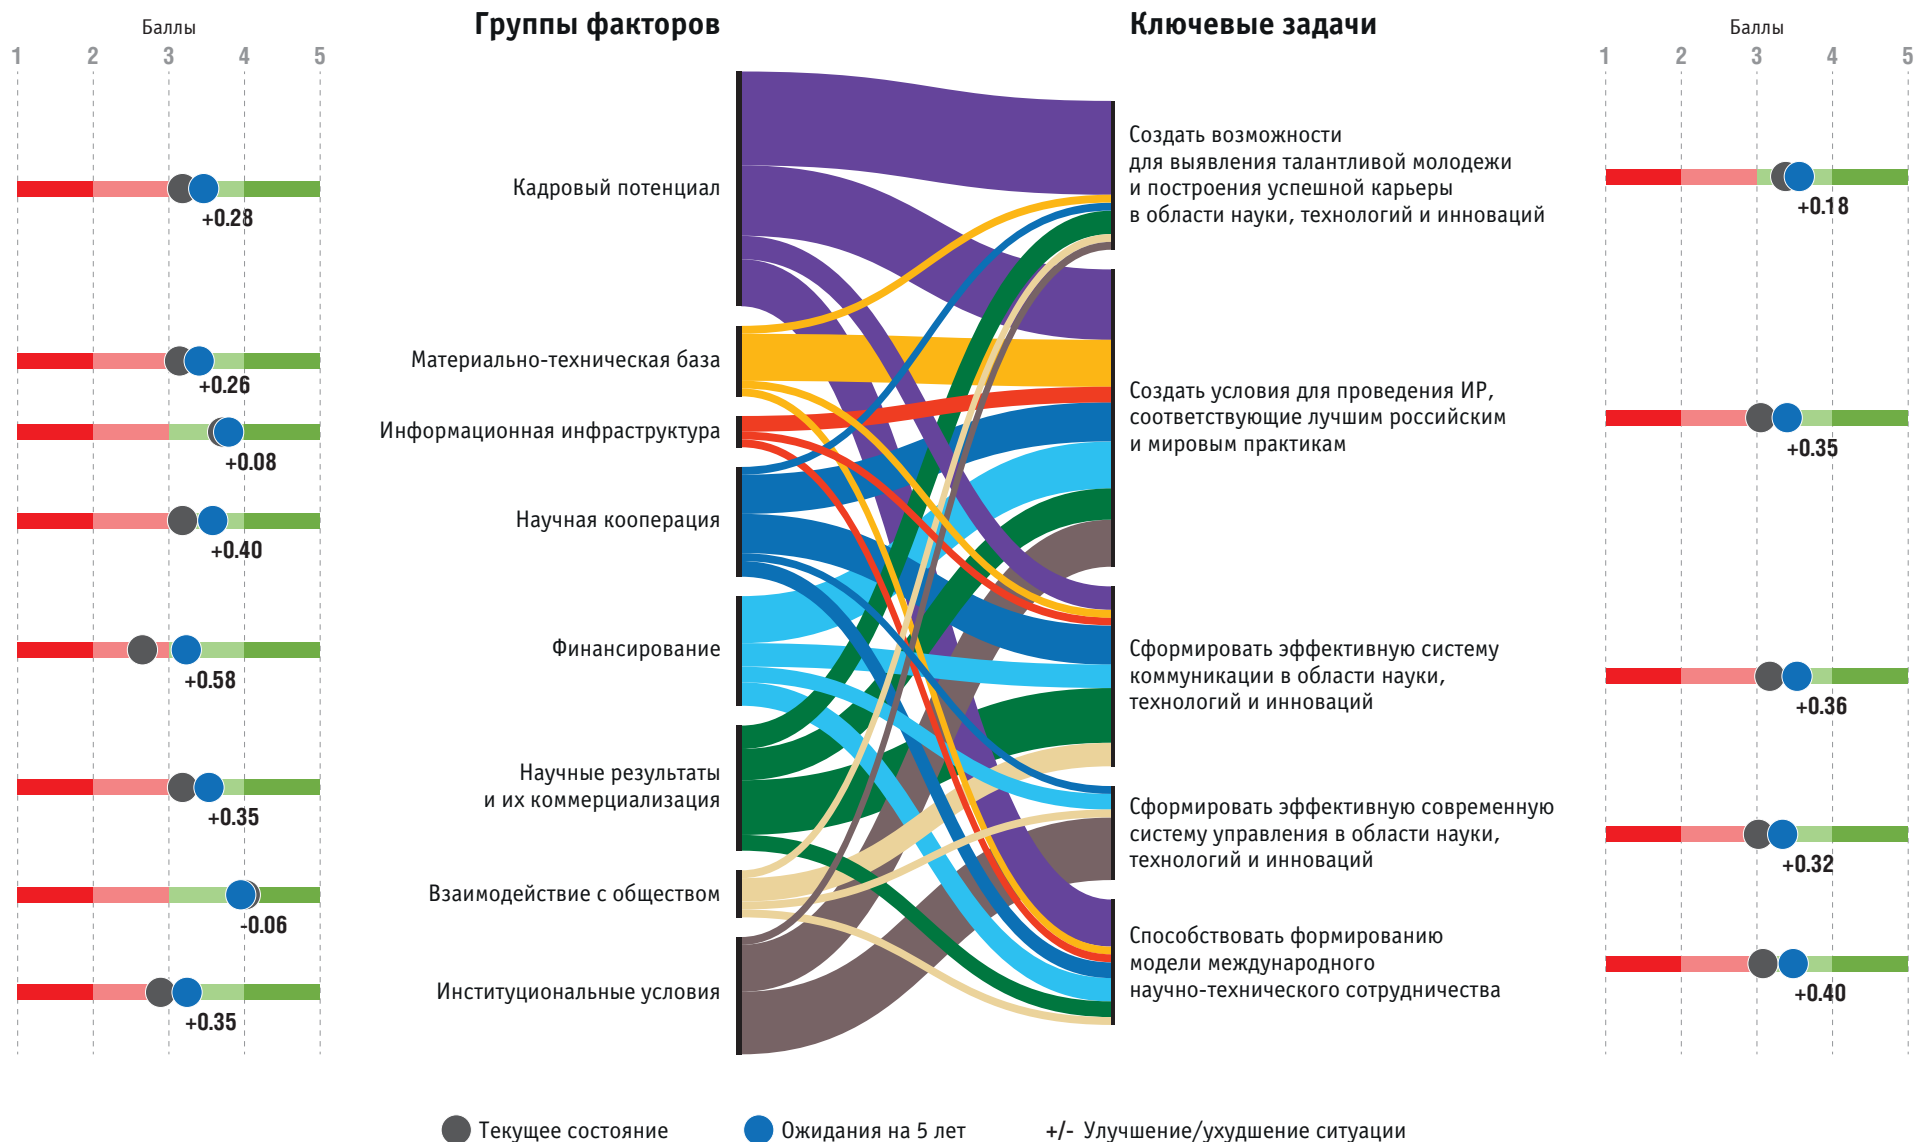 Группы факторов
Ключевые задачи
Баллы
1 2 3 4 5
Баллы
1 2 3 4 5
Кадровый потенциал
+0.28
Материально-техническая база
+0.26
Информационная инфраструктура
+0.08
Научная кооперация
+0.40
Финансирование
+0.58
Научные результаты
и их коммерциализация
+0.35
Взаимодействие с обществом
-0.06
Институциональные условия
+0.35
Создать возможности
для выявления талантливой молодежи
и построения успешной карьеры
в области науки, технологий и инноваций
+0.18
Создать условия для проведения ИР,
соответствующие лучшим российским
и мировым практикам
+0.35
Сформировать эффективную систему
коммуникации в области науки,
технологий и инноваций
+0.36
Сформировать эффективную современную
систему управления в области науки,
технологий и инноваций
+0.32
Способствовать формированию
модели международного
научно-технического сотрудничества
+0.40
Текущее состояние
Ожидания на 5 лет
+/- Улучшение/ухудшение ситуации